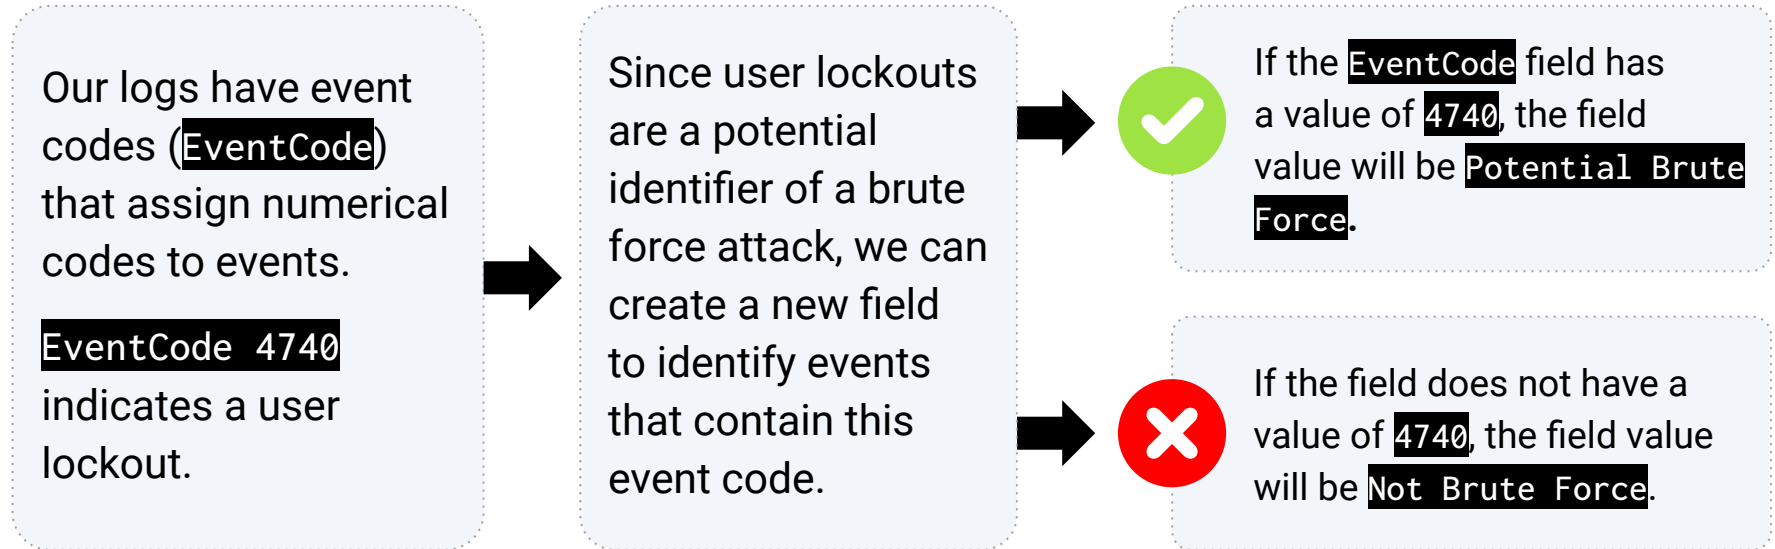 Our logs have event
codes (EventCode)
that assign numerical
codes to events.
EventCode 4740
indicates a user
lockout.
Since user lockouts
are a potential
identifier of a brute
force attack, we can
create a new field
to identify events
that contain this
event code.
If the EventCode field has
a value of 4740, the field
value will be Potential Brute
Force.
If the field does not have a
value of 4740, the field value
will be Not Brute Force.